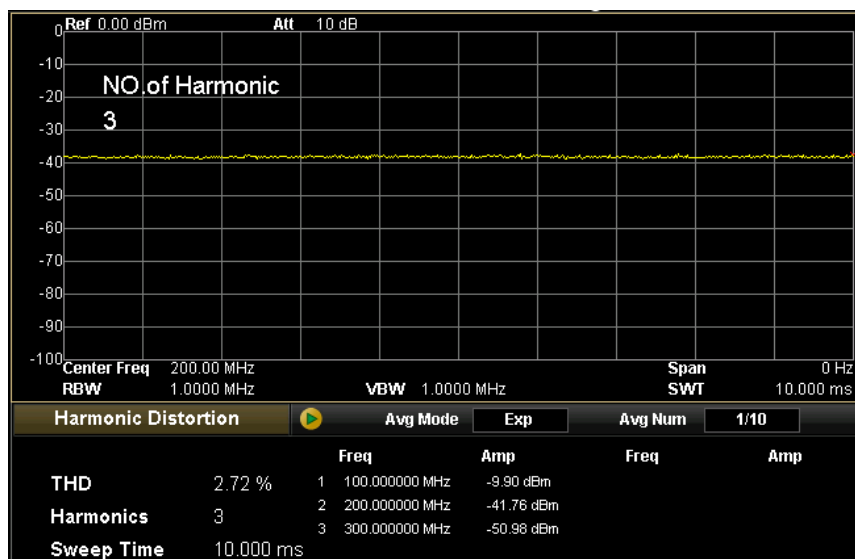 Ref 0.00 dBm Att 10 dB
0
-10
NO.of Harmonic
-20
3
-30
-40
-50
-60
-70
-80
-90
-100
Center Freq 200.00 MHz Span 0 Hz
RBW 1.0000 MHz VBW 1.0000 MHz SWT 10.000 ms
Harmonic Distortion Avg Mode Exp Avg Num 1/10
Freq Amp Freq Amp
THD 2.72 % 1 100.000000 MHz -9.90 dBm
2 200.000000 MHz -41.76 dBm
Harmonics 3
3 300.000000 MHz -50.98 dBm
Sweep Time 10.000 ms